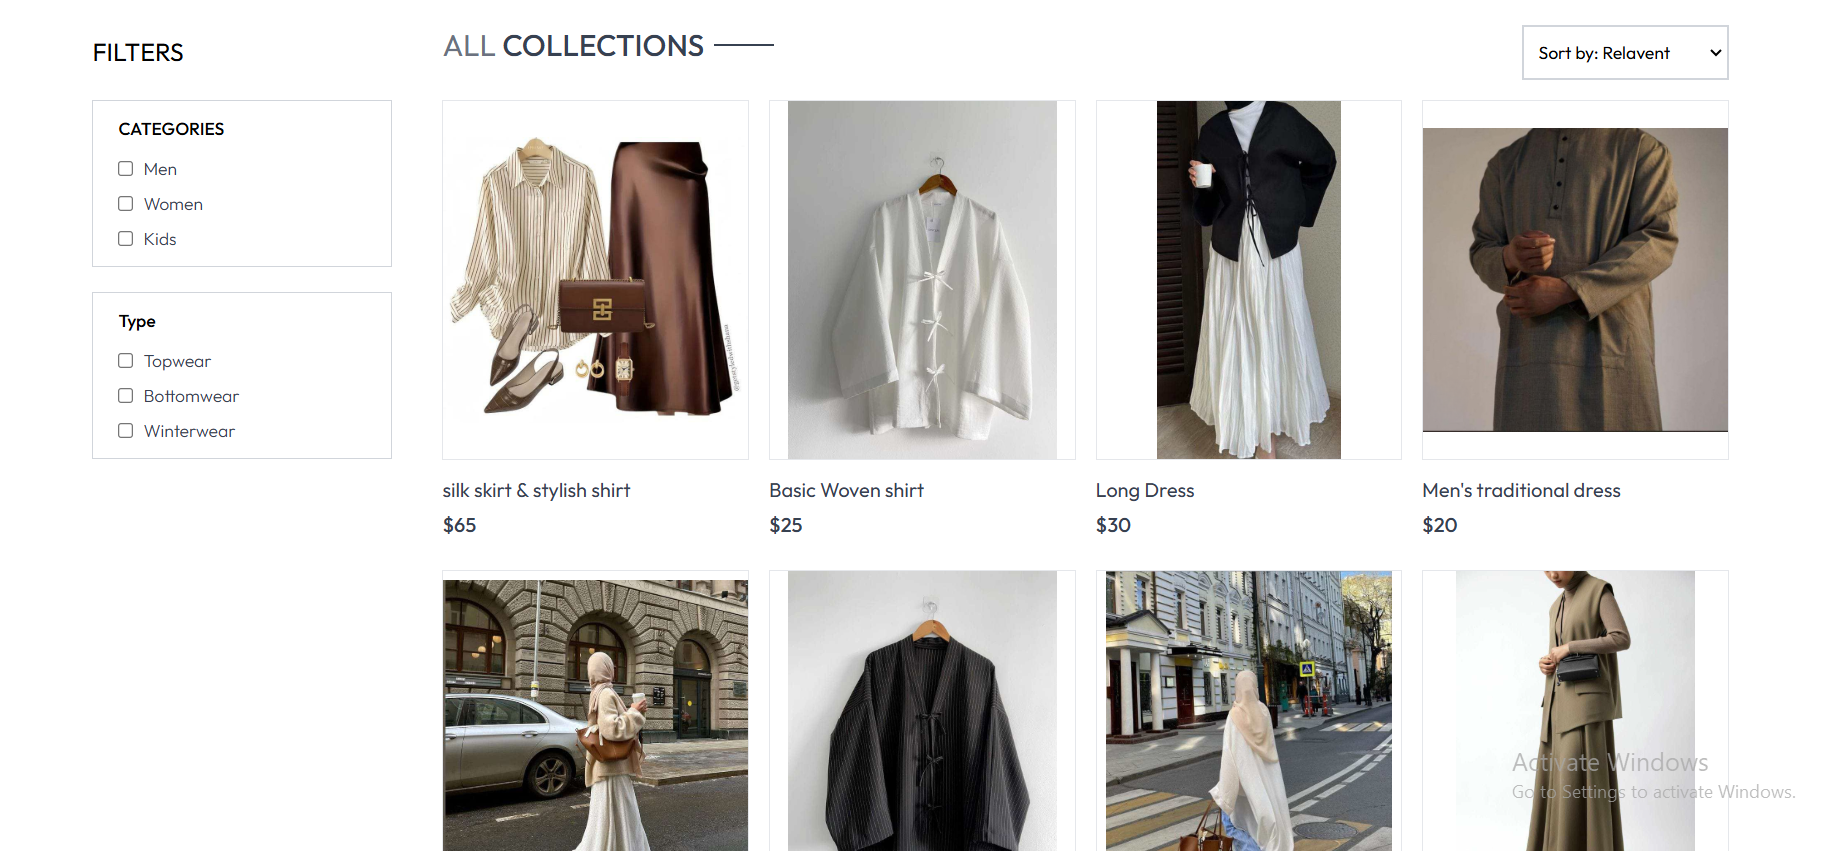 FILTERS
ALL COLLECTIONS
Sort by: Relavent
CATEGORIES
Men
Women
Kids
Type
Topwear
Bottomwear
Winterwear
silk skirt & stylish shirt
$65
Basic Woven shirt
$25
Long Dress
$30
Men's traditional dress
$20
Activate Windows
Go to Settings to activate Windows.